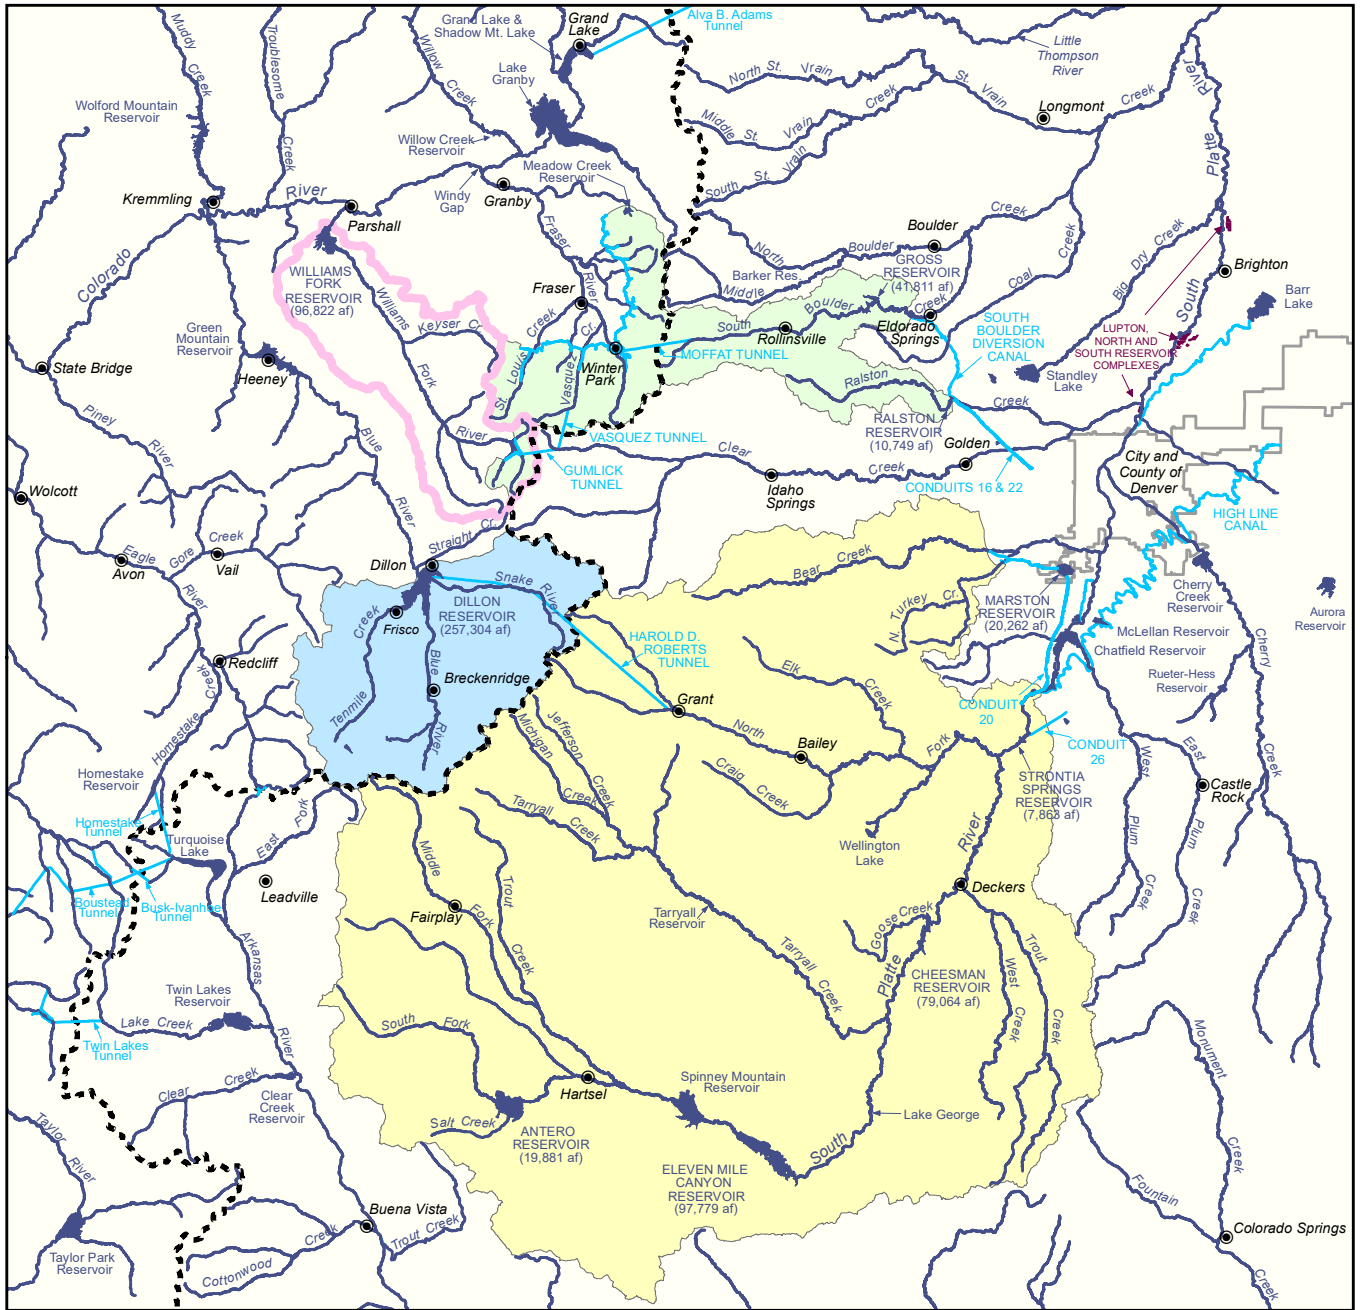 Muddy
Creek
Troublesome
Creek
Willow
Creek
Grand Lake &
Shadow Mt. Lake
Grand
Lake
Alva B. Adams
Tunnel
Little
Thompson
River
Lake
Granby
Wolford Mountain
Reservoir
Willow Creek
Reservoir
Meadow Creek
Reservoir
Windy
Gap
Granby
North St. Vrain
St. Vrain
Creek
Longmont
Middle St. Vrain Creek
South St. Vrain
River
Platte
South
Kremmling
River
Parshall
Colorado
WILLIAMS
FORK
RESERVOIR
(96,822 af)
Williams
Fork
River
Keyser Cr.
Fraser
River
Fraser
St. Louis
Creek
Vasquez
Cr.
Winter
Park
North
Boulder
Creek
Boulder
Barker Res.
Middle
GROSS
RESERVOIR
(41,811 af)
South
Boulder
Creek
Rollinsville
Eldorado
Springs
MOFFAT TUNNEL
Coal
Creek
Big Dry Creek
Brighton
Barr
Lake
SOUTH
BOULDER
DIVERSION
CANAL
LUPTON,
NORTH AND
SOUTH RESERVOIR
COMPLEXES
Standley
Lake
Green
Mountain
Reservoir
Heeney
State Bridge
Piney
River
Blue
River
Ralston
Creek
RALSTON
RESERVOIR
(10,749 af)
Golden
VASQUEZ TUNNEL
GUMLICK
TUNNEL
Clear
Creek
Idaho
Springs
CONDUITS 16 & 22
City and
County of
Denver
HIGH LINE
CANAL
Wolcott
Eagle
River
Avon
Gore
Creek
Vail
Straight
Cr.
Dillon
Snake
River
DILLON
RESERVOIR
(257,304 af)
Frisco
Tenmile
Creek
Blue
River
Breckenridge
HAROLD D.
ROBERTS
TUNNEL
Bear Creek
N. Turkey Cr.
MARSTON
RESERVOIR
(20,262 af)
Cherry
Creek
Reservoir
Aurora
Reservoir
McLellan Reservoir
Chatfield Reservoir
Rueter-Hess
Reservoir
Cherry
Creek
Redcliff
Homestake
Creek
Elk
Creek
Grant
North
Fork
Bailey
CONDUIT
20
CONDUIT
26
STRONTIA
SPRINGS
RESERVOIR
(7,863 af)
West
Plum
Creek
East
Plum
Creek
Castle
Rock
Jefferson
Creek
Michigan
Creek
Tarryall
Creek
Craig
Creek
Homestake
Reservoir
Homestake
Tunnel
Turquoise
Lake
East
Fork
Boustead
Tunnel
Busk-Ivanhoe
Tunnel
Leadville
Middle
Fork
Trout
Creek
Fairplay
Wellington
Lake
River
Deckers
Tarryall
Reservoir
Tarryall
Creek
Goose Creek
Platte
CHEESMAN
RESERVOIR
(79,064 af)
West
Creek
Trout
Creek
Arkansas
River
Twin Lakes
Reservoir
Lake Creek
Twin Lakes
Tunnel
South
Fork
Monument
Creek
Clear
Creek
Clear
Creek
Reservoir
Hartsel
Spinney Mountain
Reservoir
Lake George
Salt Creek
ANTERO
RESERVOIR
(19,881 af)
South
ELEVEN MILE
CANYON
RESERVOIR
(97,779 af)
Taylor
River
Taylor Park
Reservoir
Cottonwood
Creek
Buena Vista
Trout Creek
Fountain
Creek
Colorado Springs